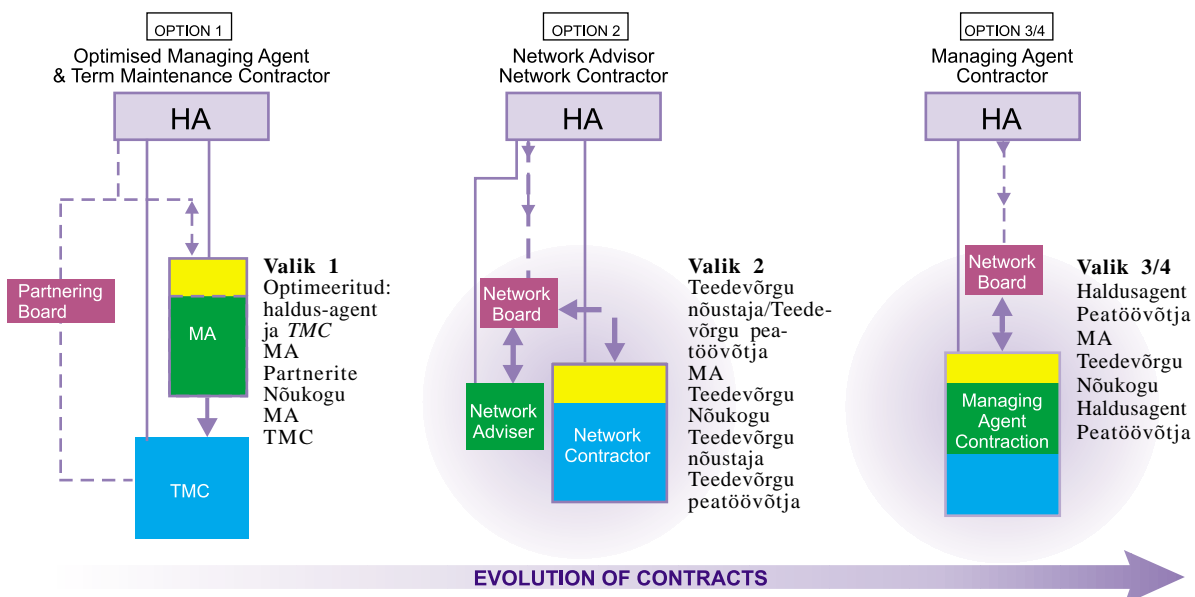 OPTION 1
Optimised Managing Agent
& Term Maintenance Contractor
HA
Partnering
Board
MA
TMC
Valik 1
Optimeeritud:
haldus-agent
ja TMC
MA
Partnerite
Nõukogu
MA
TMC
OPTION 2
Network Advisor
Network Contractor
HA
Network
Board
Network
Adviser
Network
Contractor
Valik 2
Teedevõrgu
nõustaja/Teede-
võrgu pea-
töövõtja
MA
Teedevõrgu
Nõukogu
Teedevõrgu
nõustaja
Teedevõrgu
peatöövõtja
OPTION 3/4
Managing Agent
Contractor
HA
Network
Board
Managing
Agent
Contraction
Valik 3/4
Haldusagent
Peatöövõtja
MA
Teedevõrgu
Nõukogu
Haldusagent
Peatöövõtja
EVOLUTION OF CONTRACTS